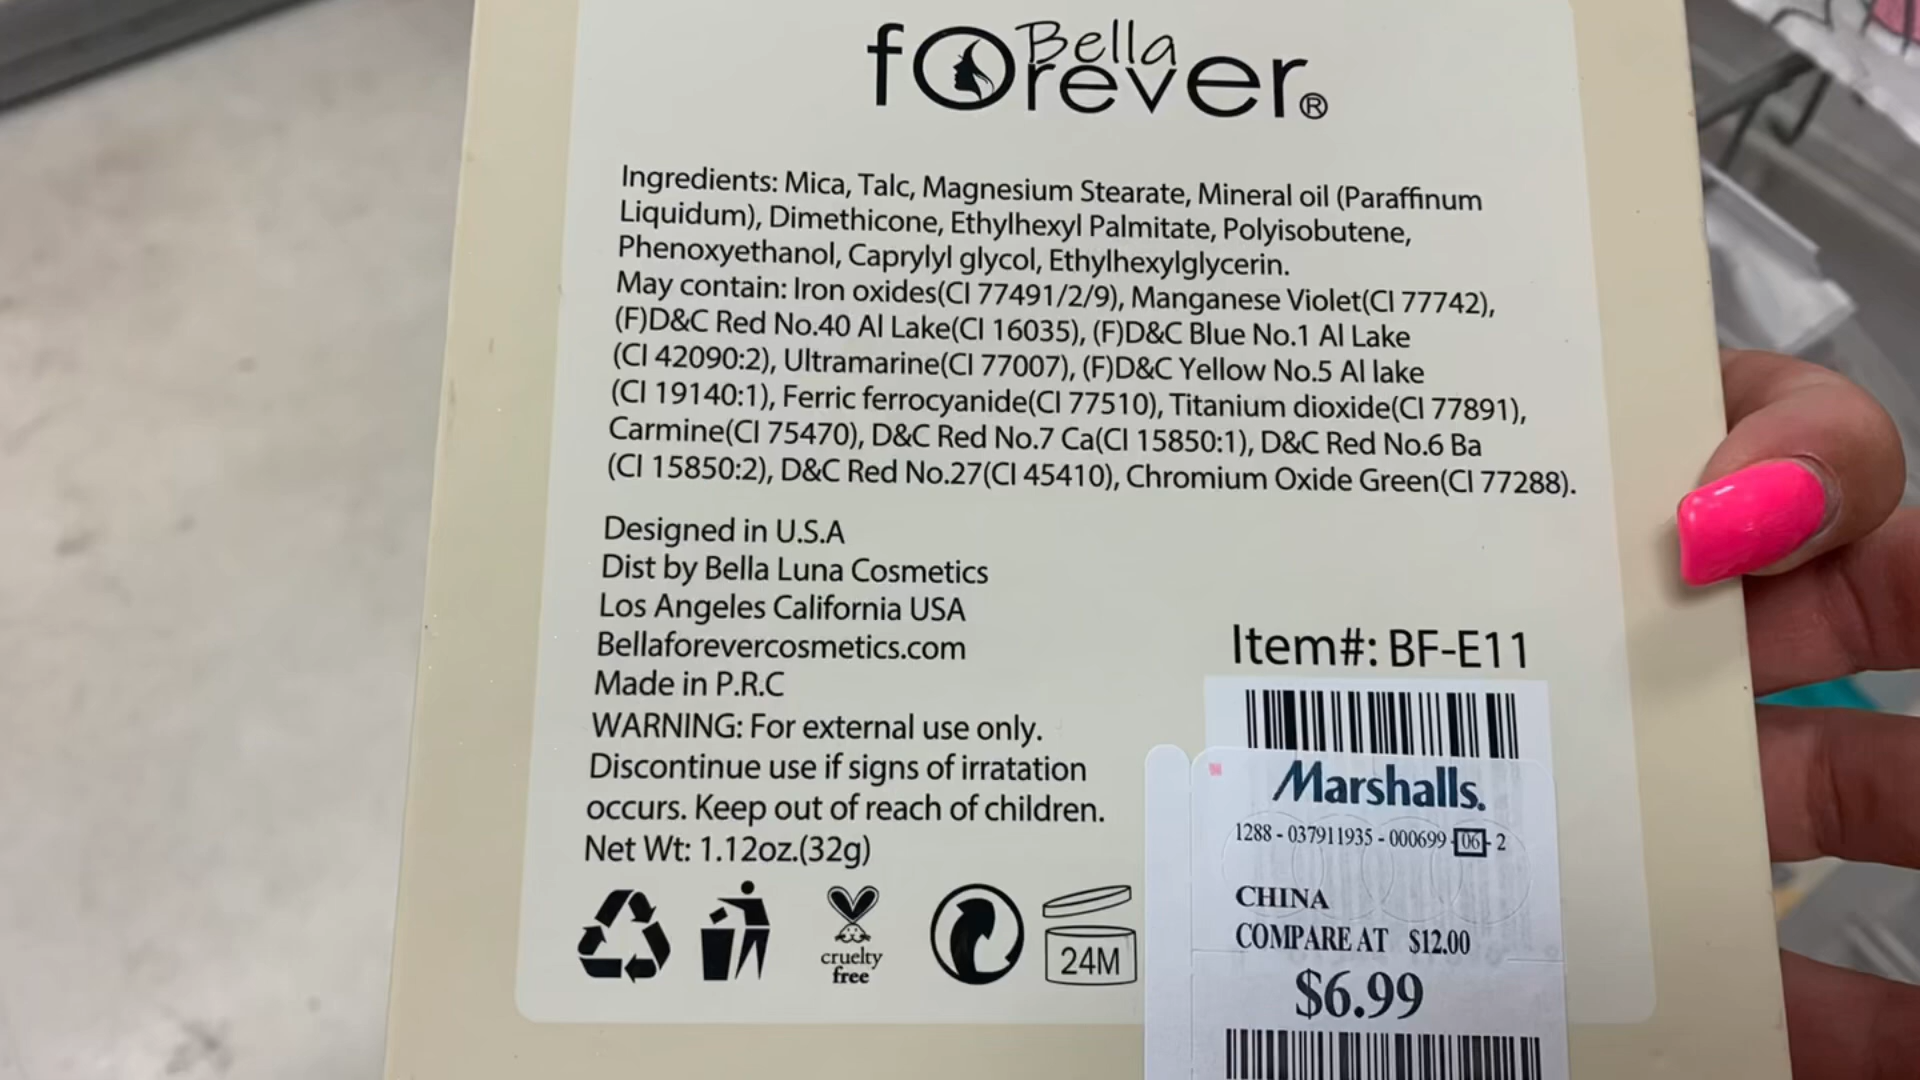 Bella
forever®
Ingredients: Mica, Talc, Magnesium Stearate, Mineral oil (Paraffinum
Liquidum), Dimethicone, Ethylhexyl Palmitate, Polyisobutene,
Phenoxyethanol, Caprylyl glycol, Ethylhexylglycerin.
May contain: Iron oxides(CI 77491/2/9), Manganese Violet(CI 77742),
(F)D&C Red No.40 Al Lake(CI 16035), (F)D&C Blue No.1 Al Lake
(CI 42090:2), Ultramarine(CI 77007), (F)D&C Yellow No.5 Al lake
(CI 19140:1), Ferric ferrocyanide(CI 77510), Titanium dioxide(CI 77891),
Carmine(CI 75470), D&C Red No.7 Ca(CI 15850:1), D&C Red No.6 Ba
(CI 15850:2), D&C Red No.27(CI 45410), Chromium Oxide Green(CI 77288).
Designed in U.S.A
Dist by Bella Luna Cosmetics
Los Angeles California USA
Bellaforevercosmetics.com
Made in P.R.C
WARNING: For external use only.
Discontinue use if signs of irratation
occurs. Keep out of reach of children.
Net Wt: 1.12oz.(32g)
cruelty
free
24M
Item#: BF-E11
Marshalls.
1288 - 037911935 - 000699 - 06 - 2
CHINA
COMPARE AT $12.00
$6.99